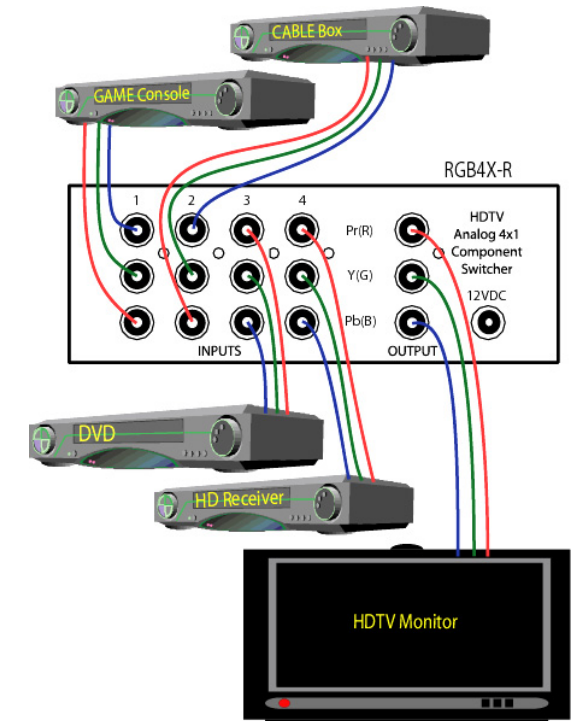 CABLE Box
GAME Console
RGB4X-R
1 2 3 4
Pr(R)
HDTV
Analog 4x1
Component
Switcher
Y(G)
12VDC
Pb(B)
INPUTS
OUTPUT
DVD
HD Receiver
HDTV Monitor